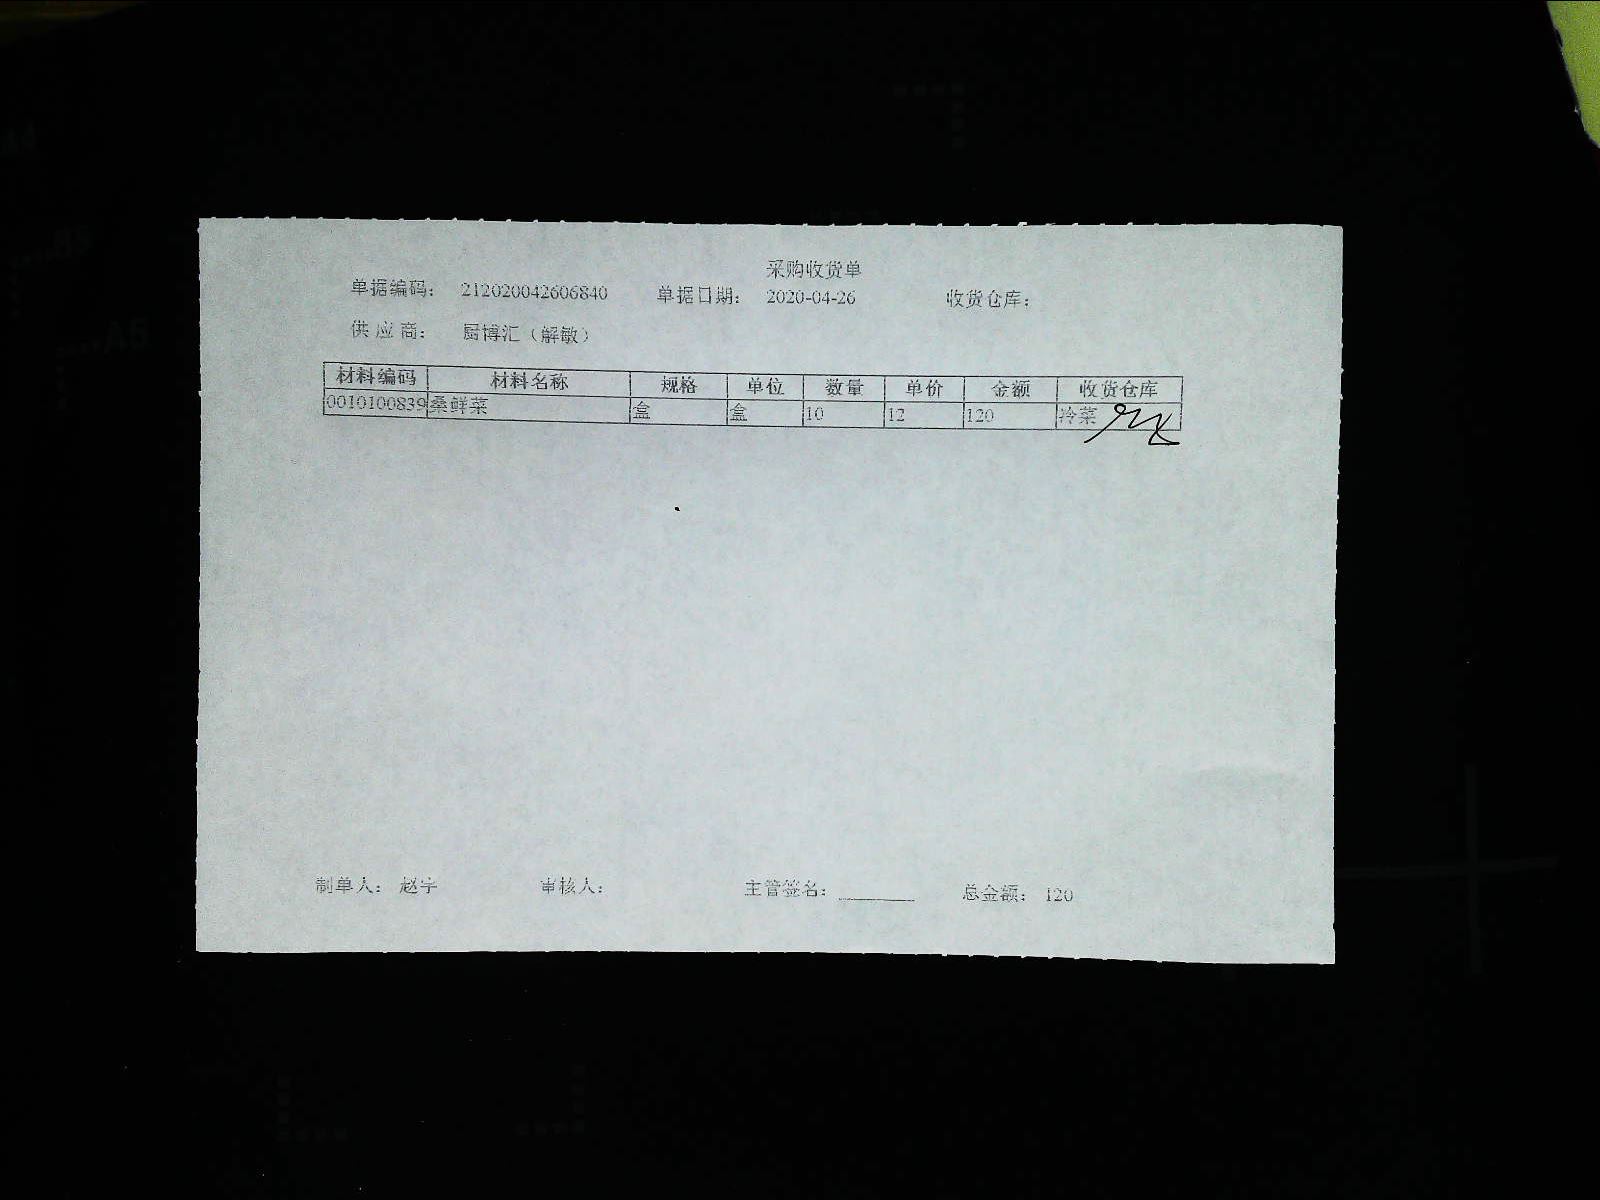 采购收货单
单据编码： 212020042606840 单据日期： 2020-04-26 收货仓库：
供 应 商： 厨博汇（解敏）
材料编码 材料名称 规格 单位 数量 单价 金额 收货仓库
0010100839 桑鲜菜 盒 盒 10 12 120 冷菜
制单人： 赵宇 审核人： 主管签名： 总金额： 120